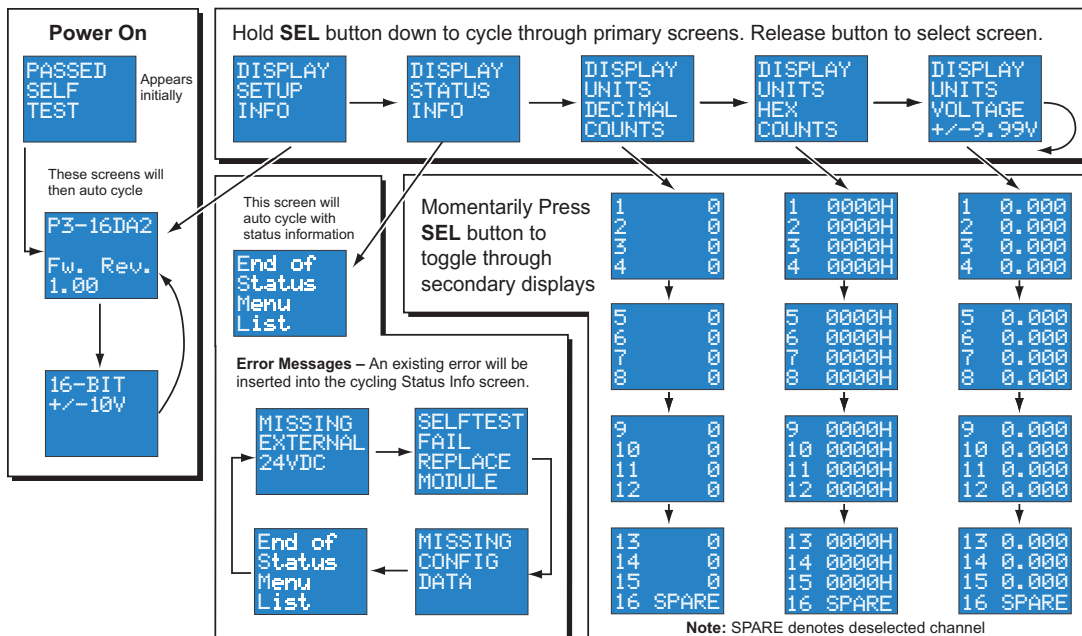 Power On
PASSED
SELF
TEST
Appears
initially
These screens will
then auto cycle
P3-16DA2
Fw. Rev.
1.00
16-BIT
+/-10V
Hold SEL button down to cycle through primary screens. Release button to select screen.
DISPLAY
SETUP
INFO
DISPLAY
STATUS
INFO
DISPLAY
UNITS
DECIMAL
COUNTS
DISPLAY
UNITS
HEX
COUNTS
DISPLAY
UNITS
VOLTAGE
+/-9.99V
This screen will
auto cycle with
status information
End of
Status
Menu
List
Error Messages – An existing error will be
inserted into the cycling Status Info screen.
MISSING
EXTERNAL
24VDC
SELFTEST
FAIL
REPLACE
MODULE
End of
Status
Menu
List
MISSING
CONFIG
DATA
Momentarily Press
SEL button to
toggle through
secondary displays
1 0
2 0
3 0
4 0
5 0
6 0
7 0
8 0
9 0
10 0
11 0
12 0
13 0
14 0
15 0
16 SPARE
1 0000H
2 0000H
3 0000H
4 0000H
5 0000H
6 0000H
7 0000H
8 0000H
9 0000H
10 0000H
11 0000H
12 0000H
13 0000H
14 0000H
15 0000H
16 SPARE
1 0.000
2 0.000
3 0.000
4 0.000
5 0.000
6 0.000
7 0.000
8 0.000
9 0.000
10 0.000
11 0.000
12 0.000
13 0.000
14 0.000
15 0.000
16 SPARE
Note: SPARE denotes deselected channel